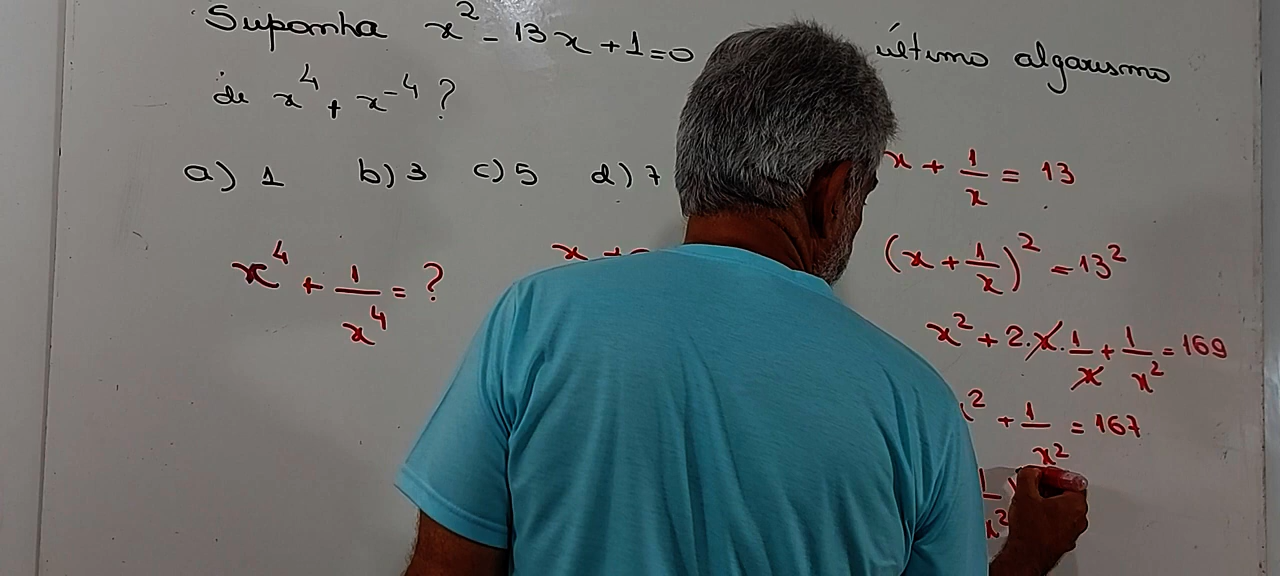 Suponha x² - 13x + 1 = 0 último algarismo
de x⁴ + x⁻⁴ ?
a) 1 b) 3 c) 5 d) 7
x + 1/x = 13
(x + 1/x)² = 13²
x⁴ + 1/x⁴ = ?
x² + 2.x.1/x + 1/x² = 169
x² + 1/x² = 167